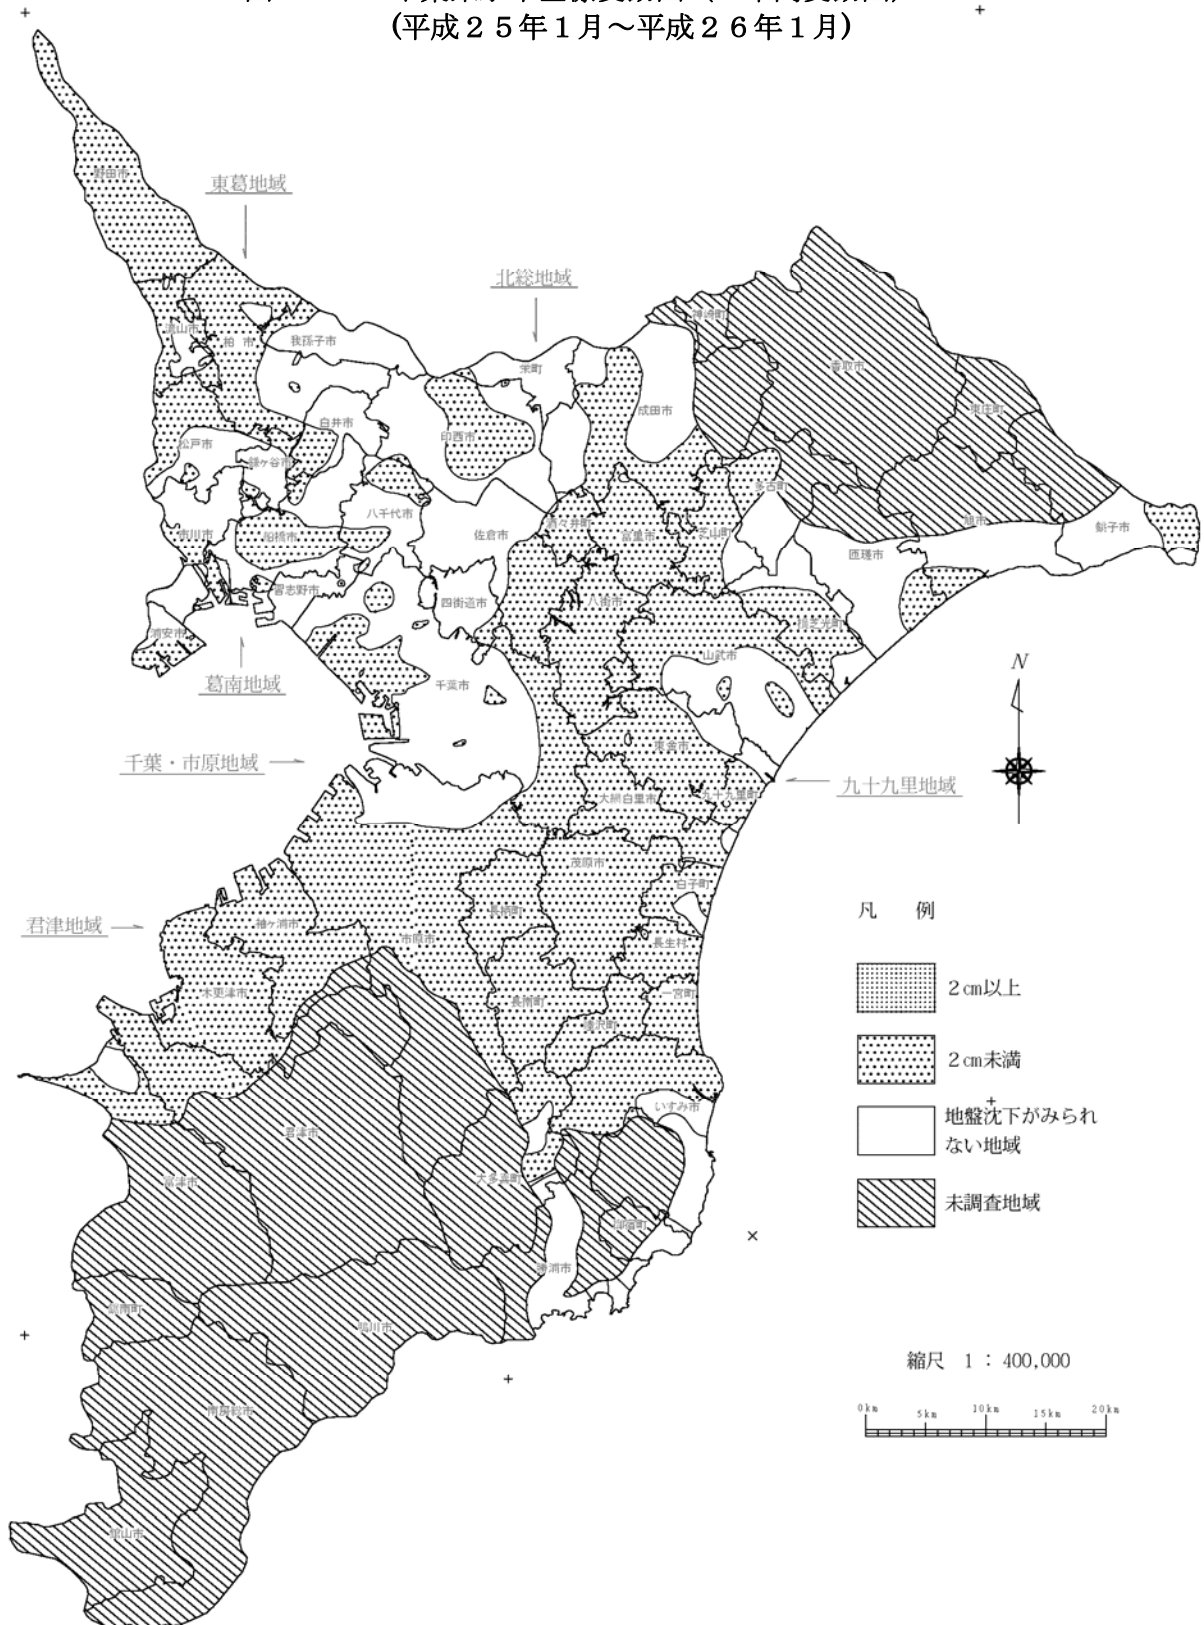 (平成２５年１月～平成２６年１月)
野田市
東葛地域
北総地域
神崎町
流山市
柏 市
我孫子市
栄町
香取市
成田市
東庄町
松戸市
白井市
印西市
鎌ヶ谷市
多古町
市川市
船橋市
八千代市
佐倉市
酒々井町
富里市
芝山町
旭市
銚子市
匝瑳市
習志野市
四街道市
八街市
横芝光町
浦安市
葛南地域
千葉市
山武市
N
東金市
千葉・市原地域
大網白里市
九十九里町
九十九里地域
茂原市
白子町
長柄町
君津地域
袖ヶ浦市
市原市
長生村
凡 例
２㎝以上
木更津市
長南町
一宮町
睦沢町
２㎝未満
いすみ市
地盤沈下がみられ
ない地域
君津市
富津市
大多喜町
未調査地域
御宿町
勝浦市
鋸南町
鴨川市
縮尺 １：400,000
南房総市
0km 5km 10km 15km 20km
館山市